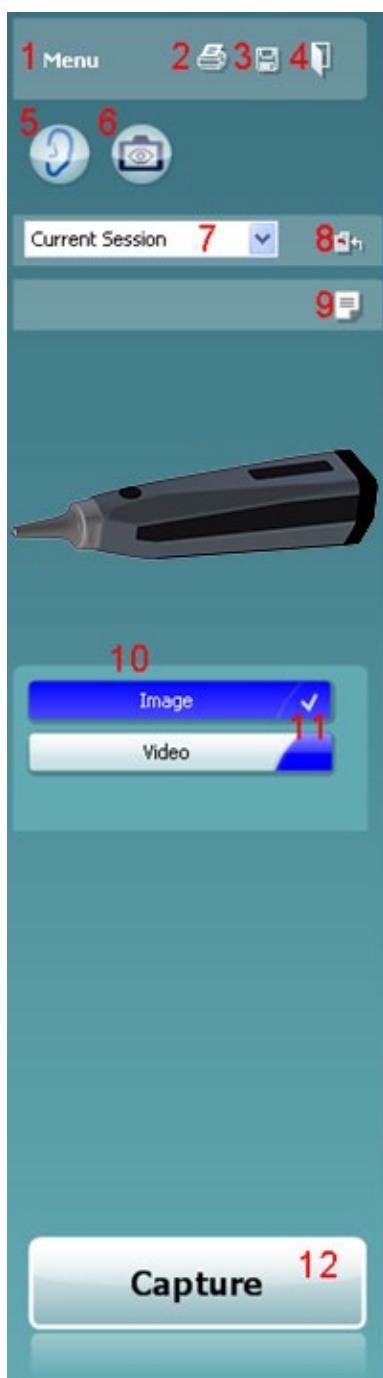 1 Menu 2 3 4
5 6
Current Session 7 8
9
10
Image
11
Video
Capture 12